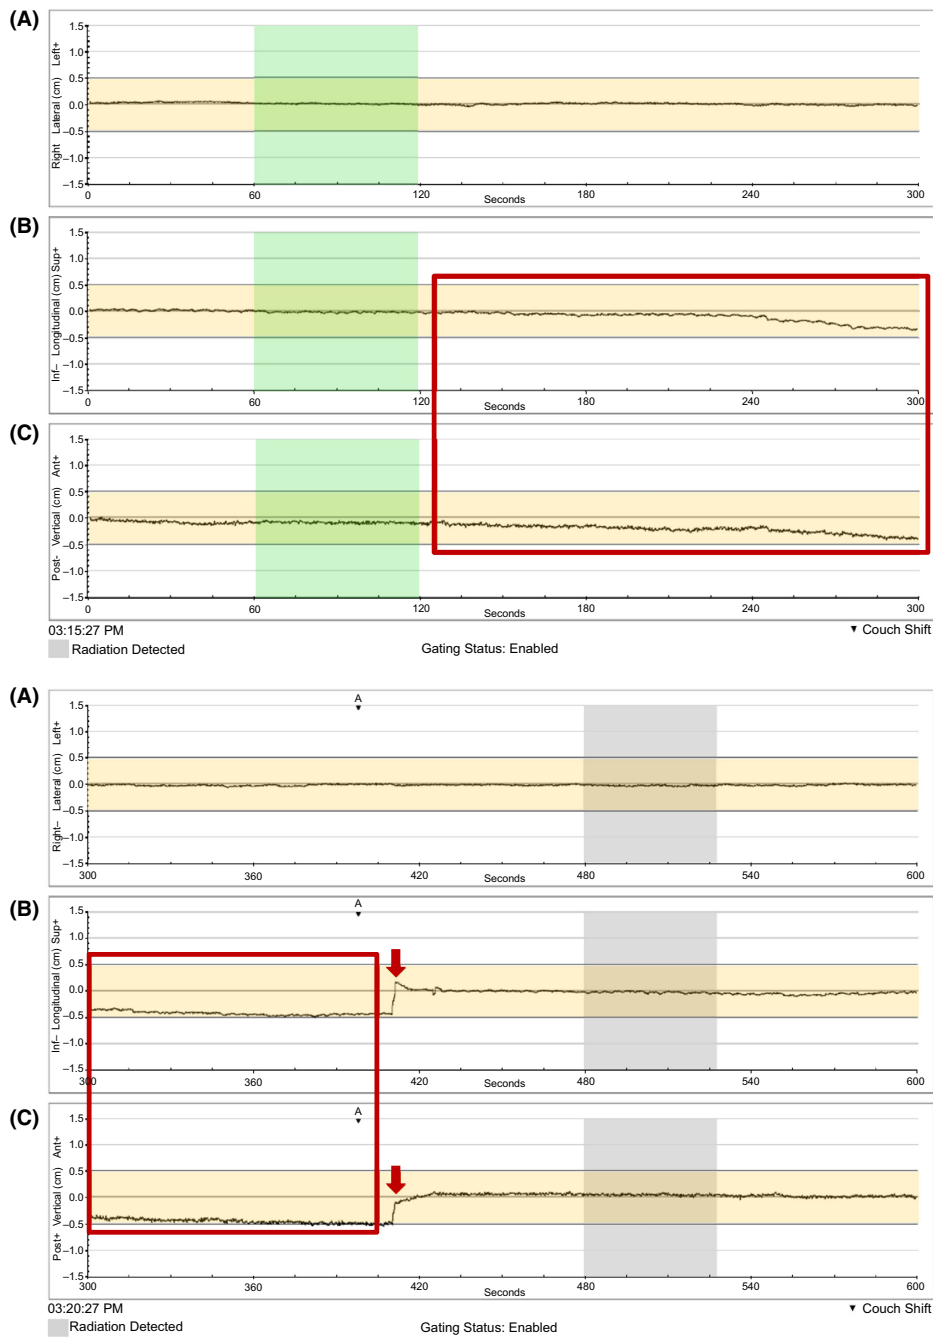 (A)
1.5
1.0
0.5
0.0
–0.5
–1.0
–1.5
Right Lateral (cm) Left+
0 60 120 180 240 300
Seconds
(B)
1.5
1.0
0.5
0.0
–0.5
–1.0
–1.5
Inf– Longitudinal (cm) Sup+
0 60 120 180 240 300
Seconds
(C)
1.5
1.0
0.5
0.0
–0.5
–1.0
–1.5
Post- Vertical (cm) Ant+
0 60 120 180 240 300
Seconds
03:15:27 PM
▼ Couch Shift
Radiation Detected
Gating Status: Enabled
(A)
A
1.5
1.0
0.5
0.0
–0.5
–1.0
–1.5
Right– Lateral (cm) Left+
300 360 420 480 540 600
Seconds
(B)
A
1.5
1.0
0.5
0.0
–0.5
–1.0
–1.5
Inf– Longitudinal (cm) Sup+
300 360 420 480 540 600
Seconds
(C)
A
1.5
1.0
0.5
0.0
–0.5
–1.0
–1.5
Post+ Vertical (cm) Ant+
300 360 420 480 540 600
Seconds
03:20:27 PM
▼ Couch Shift
Radiation Detected
Gating Status: Enabled